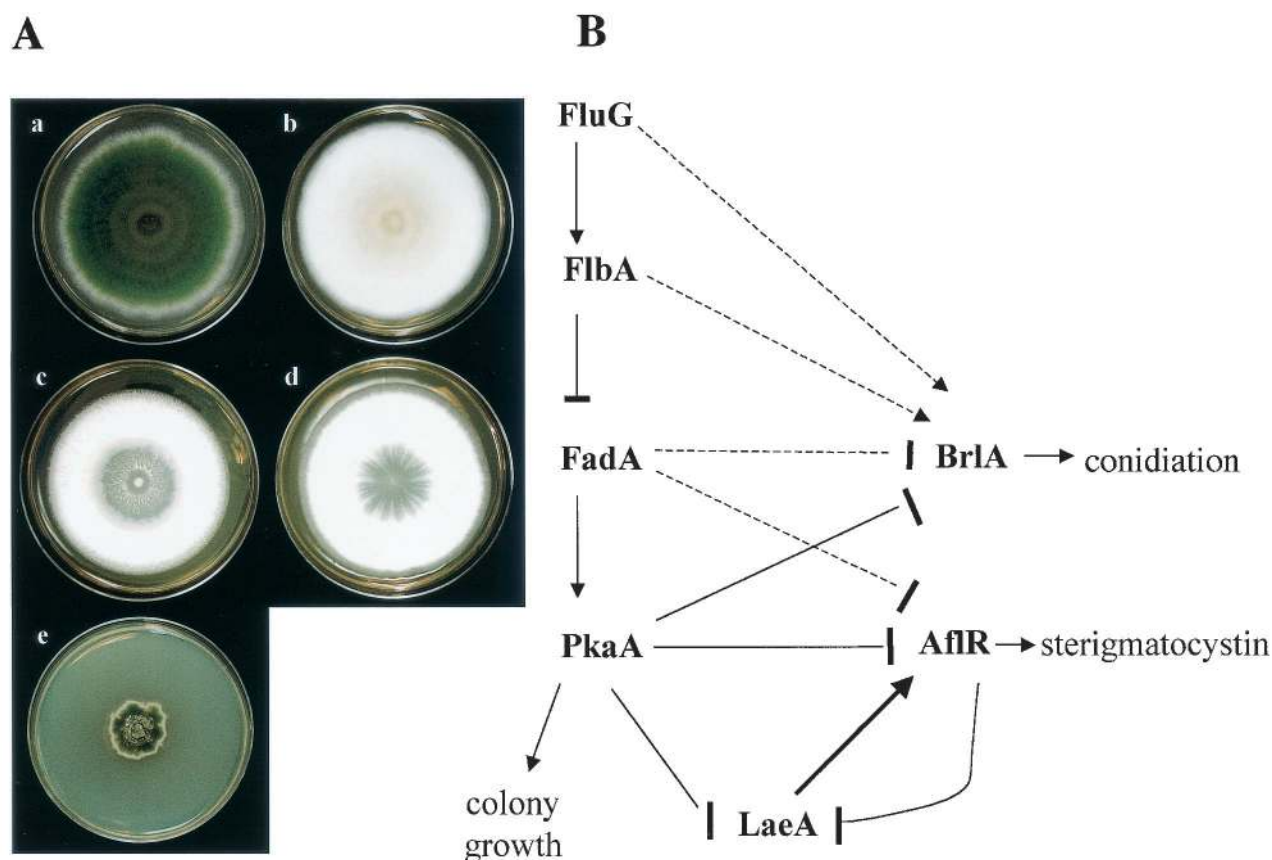 A
B
a
b
c
d
e
FluG
FlbA
FadA
BrlA
conidiation
PkaA
AflR
sterigmatocystin
colony
growth
LaeA